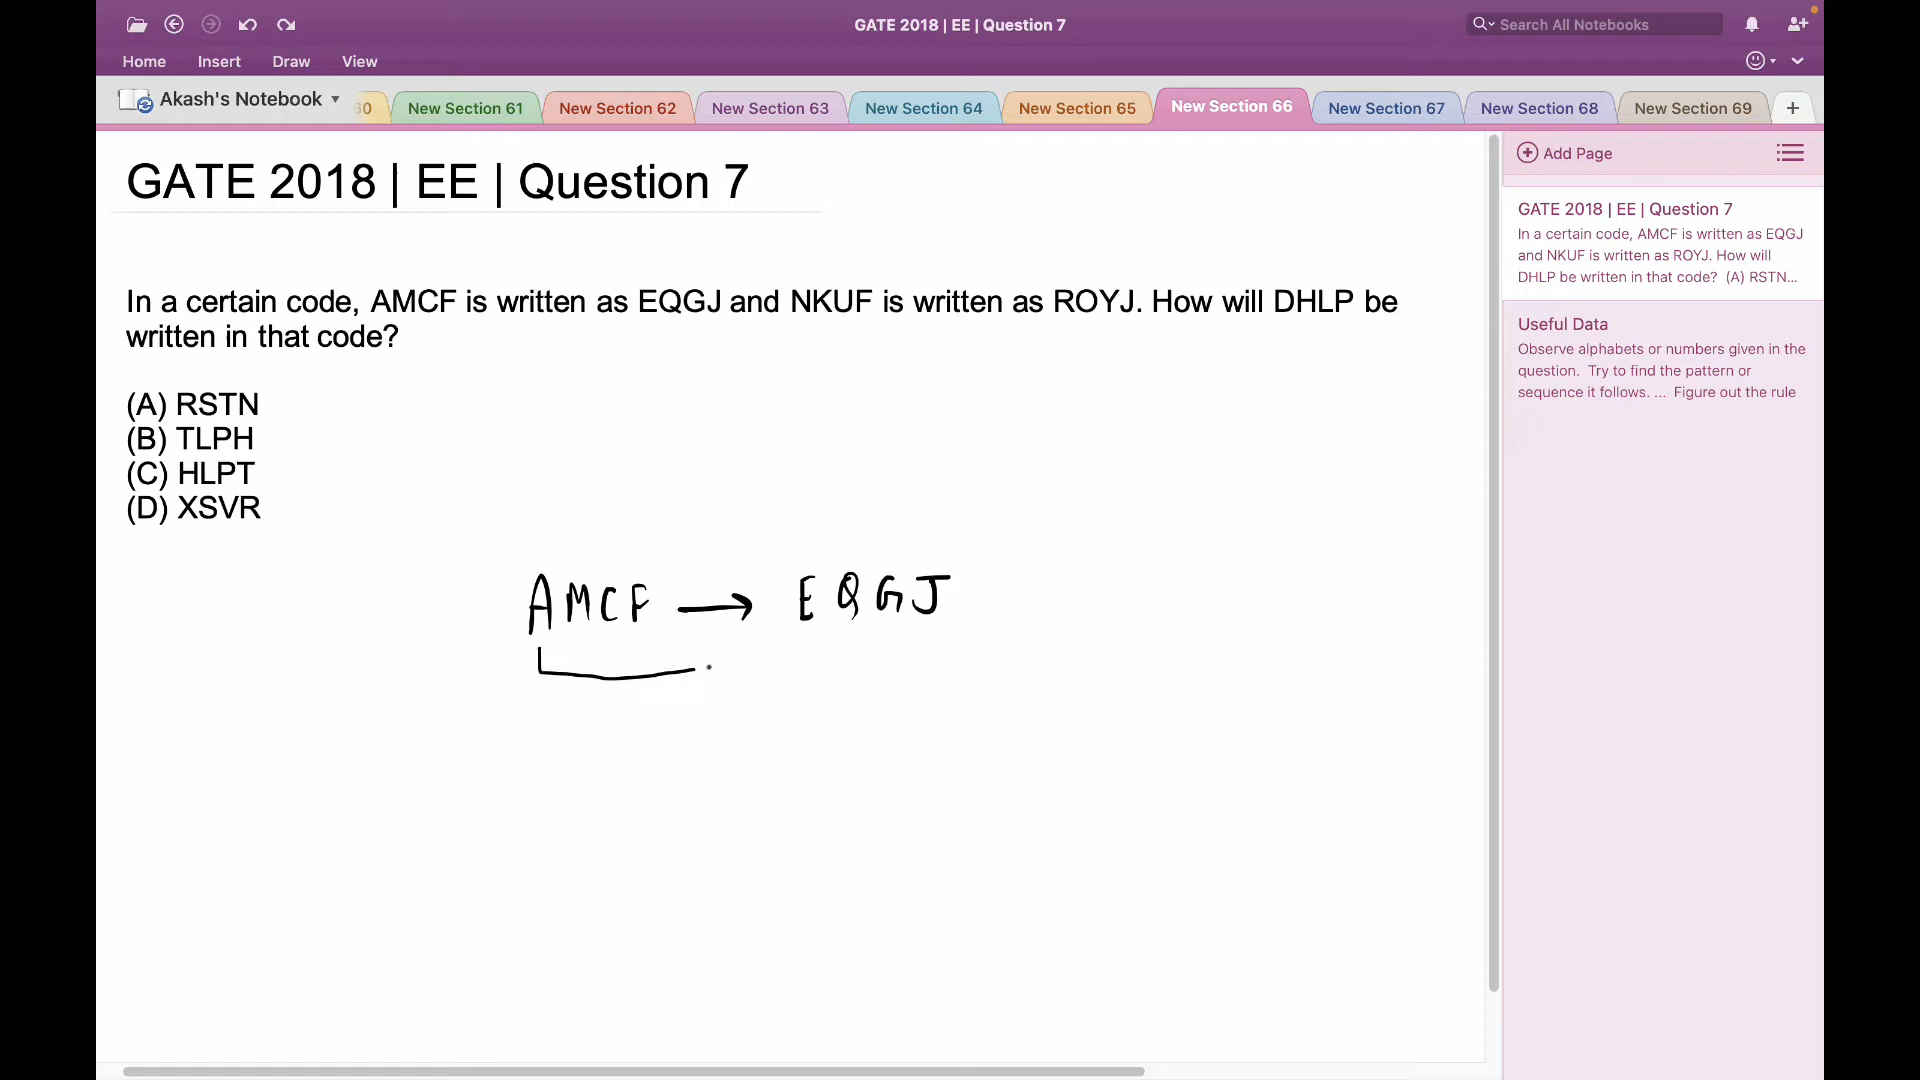 GATE 2018 | EE | Question 7
Search All Notebooks
Home Insert Draw View
Akash's Notebook
60 New Section 61 New Section 62 New Section 63 New Section 64 New Section 65 New Section 66 New Section 67 New Section 68 New Section 69
GATE 2018 | EE | Question 7
In a certain code, AMCF is written as EQGJ and NKUF is written as ROYJ. How will DHLP be
written in that code?
(A) RSTN
(B) TLPH
(C) HLPT
(D) XSVR
AMCF → EQGJ
Add Page
GATE 2018 | EE | Question 7
In a certain code, AMCF is written as EQGJ
and NKUF is written as ROYJ. How will
DHLP be written in that code? (A) RSTN...
Useful Data
Observe alphabets or numbers given in the
question. Try to find the pattern or
sequence it follows. ... Figure out the rule